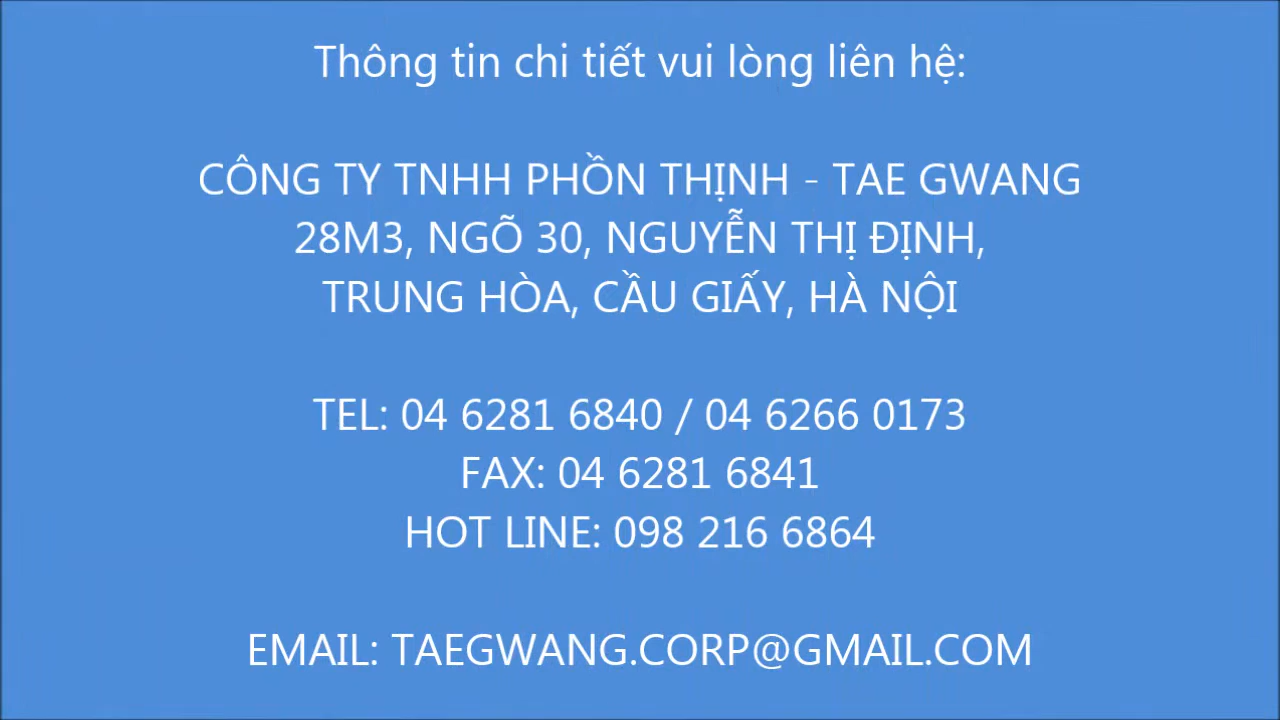 Thông tin chi tiết vui lòng liên hệ:
CÔNG TY TNHH PHỒN THỊNH - TAE GWANG
28M3, NGÕ 30, NGUYỄN THỊ ĐỊNH,
TRUNG HÒA, CẦU GIẤY, HÀ NỘI
TEL: 04 6281 6840 / 04 6266 0173
FAX: 04 6281 6841
HOT LINE: 098 216 6864
EMAIL: TAEGWANG.CORP@GMAIL.COM